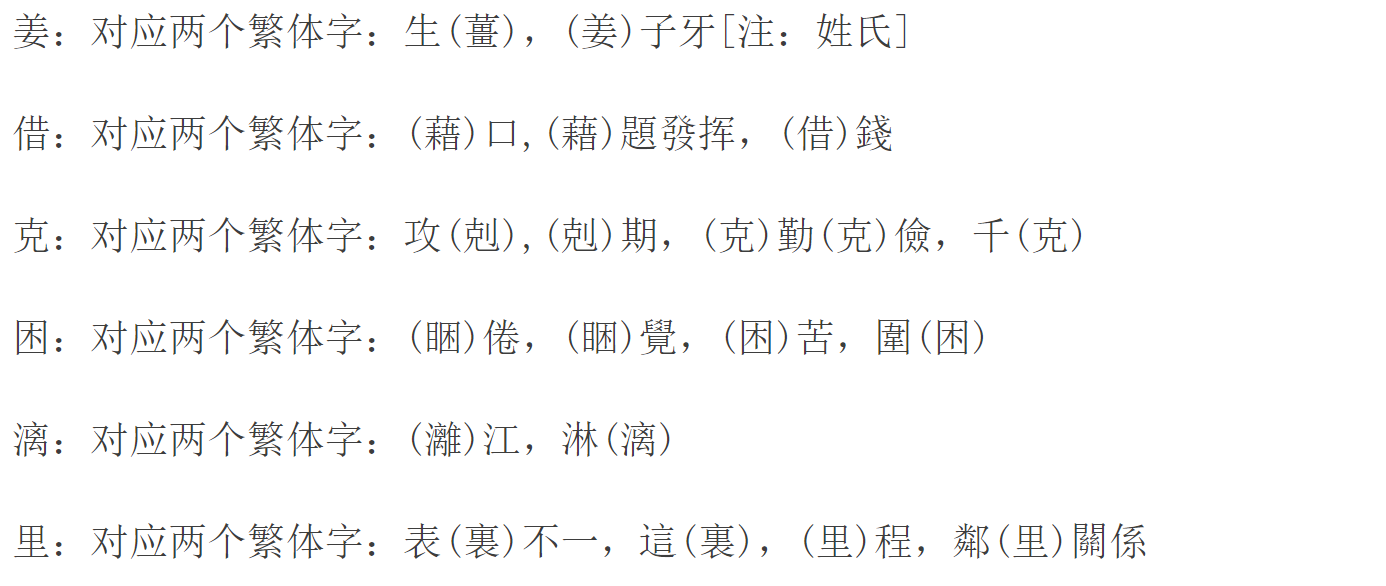 姜：对应两个繁体字：生(薑)，(姜)子牙[注：姓氏]
借：对应两个繁体字：(藉)口,(藉)題發挥，(借)錢
克：对应两个繁体字：攻(剋),(剋)期，(克)勤(克)儉，千(克)
困：对应两个繁体字：(睏)倦，(睏)覺，(困)苦，圍(困)
漓：对应两个繁体字：(灕)江，淋(漓)
里：对应两个繁体字：表(裏)不一，這(裏)，(里)程，鄰(里)關係